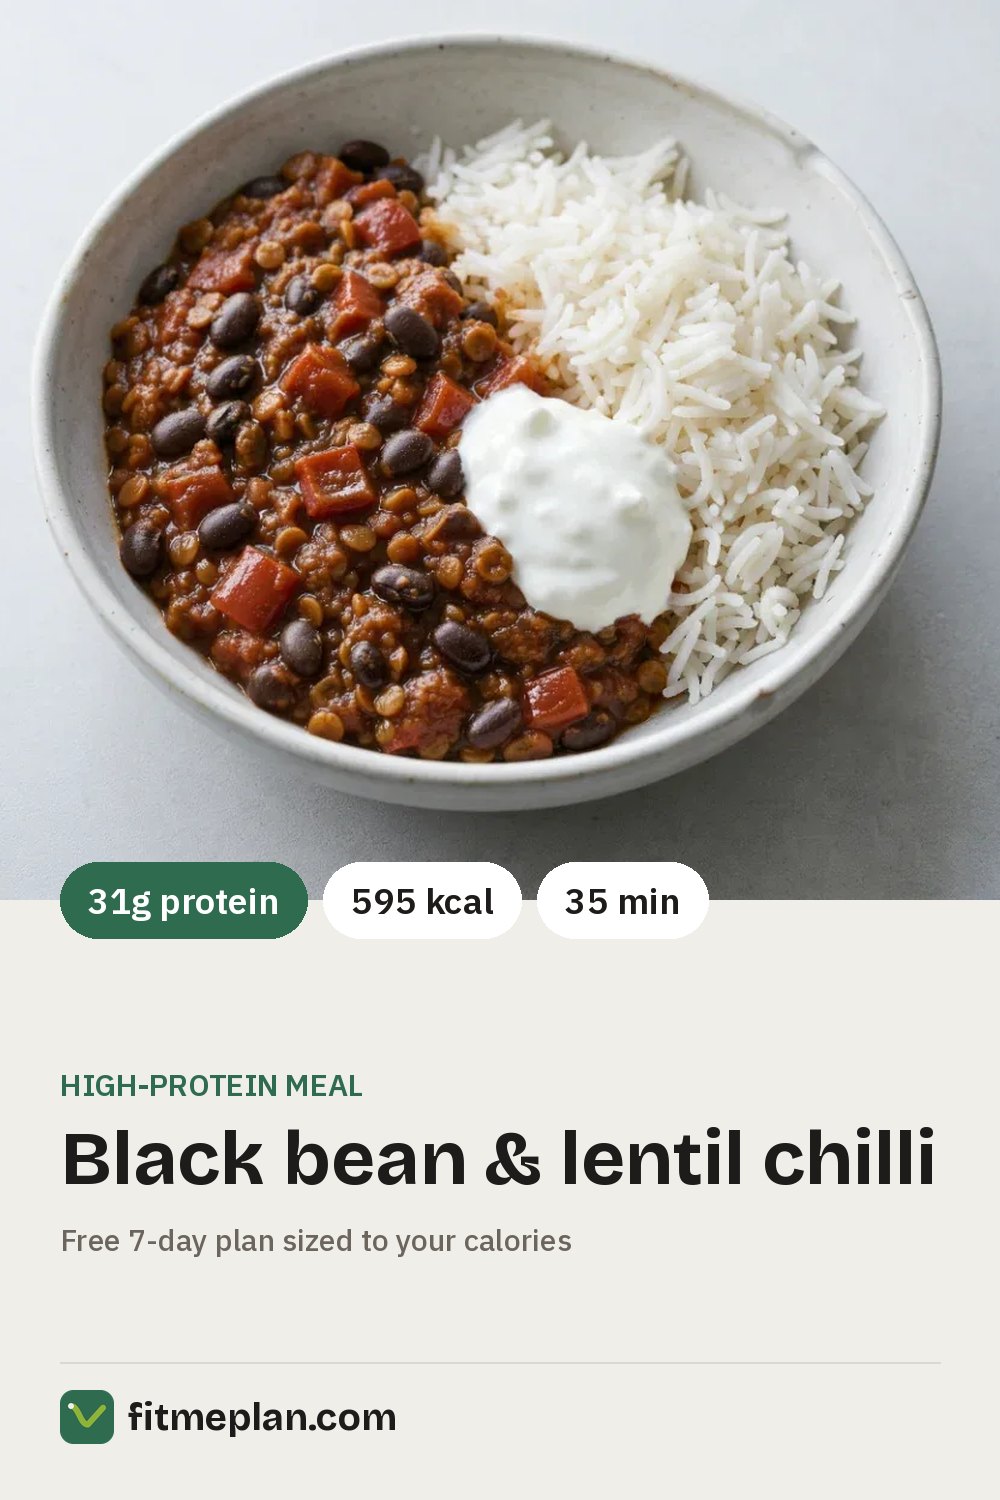 31g protein
595 kcal
35 min
HIGH-PROTEIN MEAL
Black bean & lentil chilli
Free 7-day plan sized to your calories
fitmeplan.com